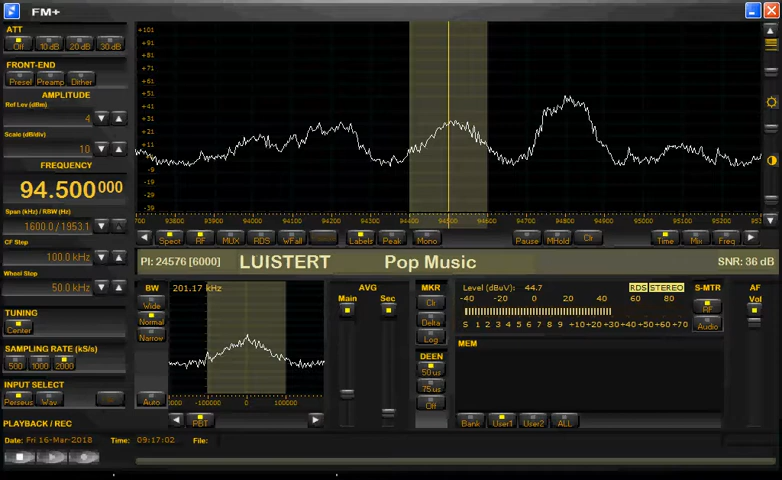 FM+
ATT
Off 10 dB 20 dB 30 dB
FRONT-END
Presel Preamp Dither
AMPLITUDE
Ref Lev (dBm)
4
Scale (dB/div)
10
FREQUENCY
94.500000
Span (kHz) / RBW (Hz)
1600.0 / 1953.1
CF Step
100.0 kHz
Wheel Step
50.0 kHz
TUNING
Center
SAMPLING RATE (kS/s)
500 1000 2000
INPUT SELECT
Perseus Wav
PLAYBACK / REC
+101
+91
+81
+71
+61
+51
+41
+31
+21
+11
+1
-9
-19
-29
-39
700 93800 93900 94000 94100 94200 94300 94400 94500 94600 94700 94800 94900 95000 95100 95200
Spect RF MUX RDS WFall Labels Peak Mono Pause MHold Clr Time Mix Freq
PI: 24576 [6000] LUISTERT Pop Music SNR: 36 dB
BW
Wide
Normal
Narrow
Auto
201.17 kHz
000 -100000 0 100000
PBT
AVG
Main Sec
MKR
Clr
Delta
Log
DEEN
50 us
75 us
Off
Level (dBuV) : 44.7 RDS STEREO
-40 -20 0 20 40 60 80
S 1 2 3 4 5 6 7 8 9 +10+20+30+40+50+60+70
S-MTR
RF
Audio
AF
Vol
MEM
Bank User1 User2 ALL
Date: Fri 16-Mar-2018 Time: 09:17:02 File: